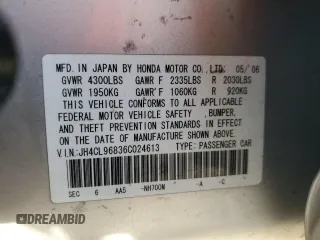 MFD. IN JAPAN BY HONDA MOTOR CO., LTD. 05/'06
GVWR 4300LBS GAWR F 2335LBS R 2030LBS
GVWR 1950KG GAWR F 1060KG R 920KG
THIS VEHICLE CONFORMS TO ALL APPLICABLE
FEDERAL MOTOR VEHICLE SAFETY ,BUMPER,
AND THEFT PREVENTION STANDARDS IN EFFECT
ON THE DATE OF MANUFACTURE SHOWN ABOVE.
V.I.N:JH4CL96836C024613 TYPE: PASSENGER CAR
SEC 6 AA5 -NH700M -A -C
DREAMBID